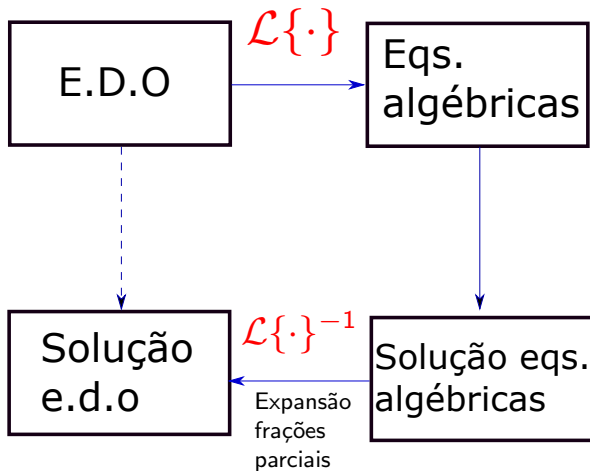 E.D.O
ℒ{·}
Eqs.
algébricas
Solução
e.d.o
ℒ{·}⁻¹
Expansão
frações
parciais
Solução eqs.
algébricas